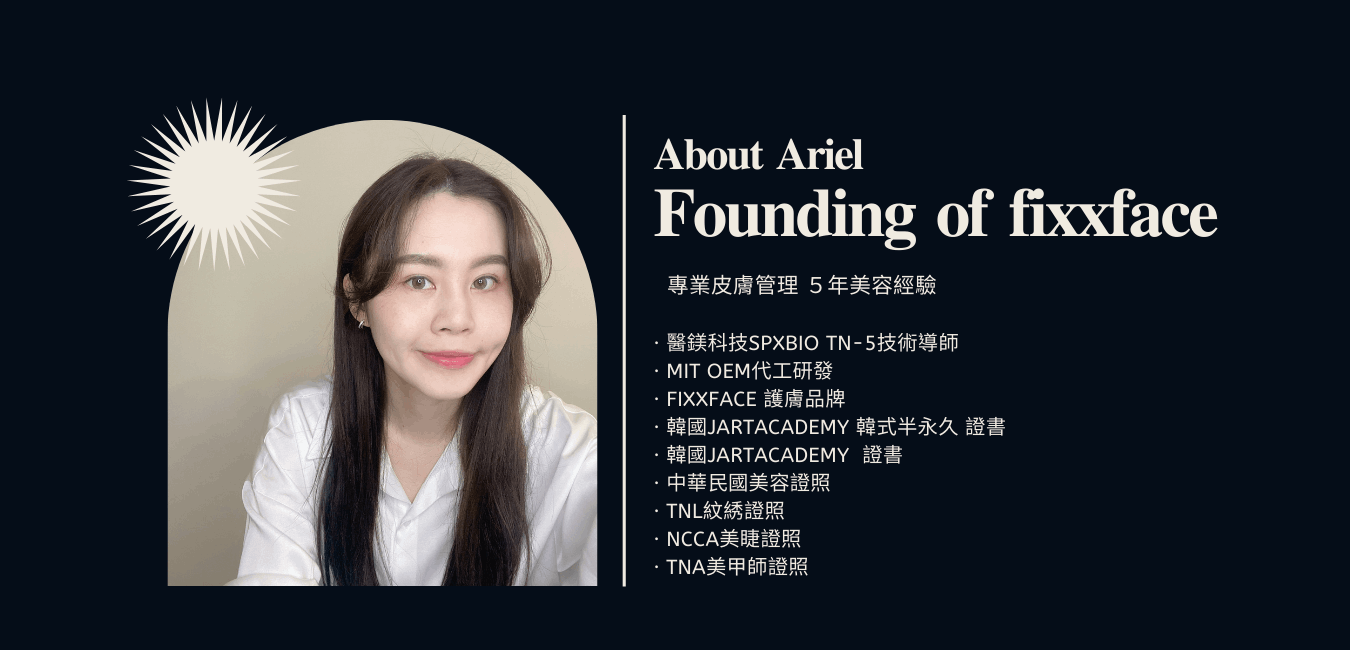 About Ariel
Founding of fixxface
專業皮膚管理 5年美容經驗
· 醫鎂科技SPXBIO TN-5技術導師
· MIT OEM代工研發
· FIXXFACE 護膚品牌
· 韓國JARTACADEMY 韓式半永久 證書
· 韓國JARTACADEMY 證書
· 中華民國美容證照
· TNL紋綉證照
· NCCA美睫證照
· TNA美甲師證照